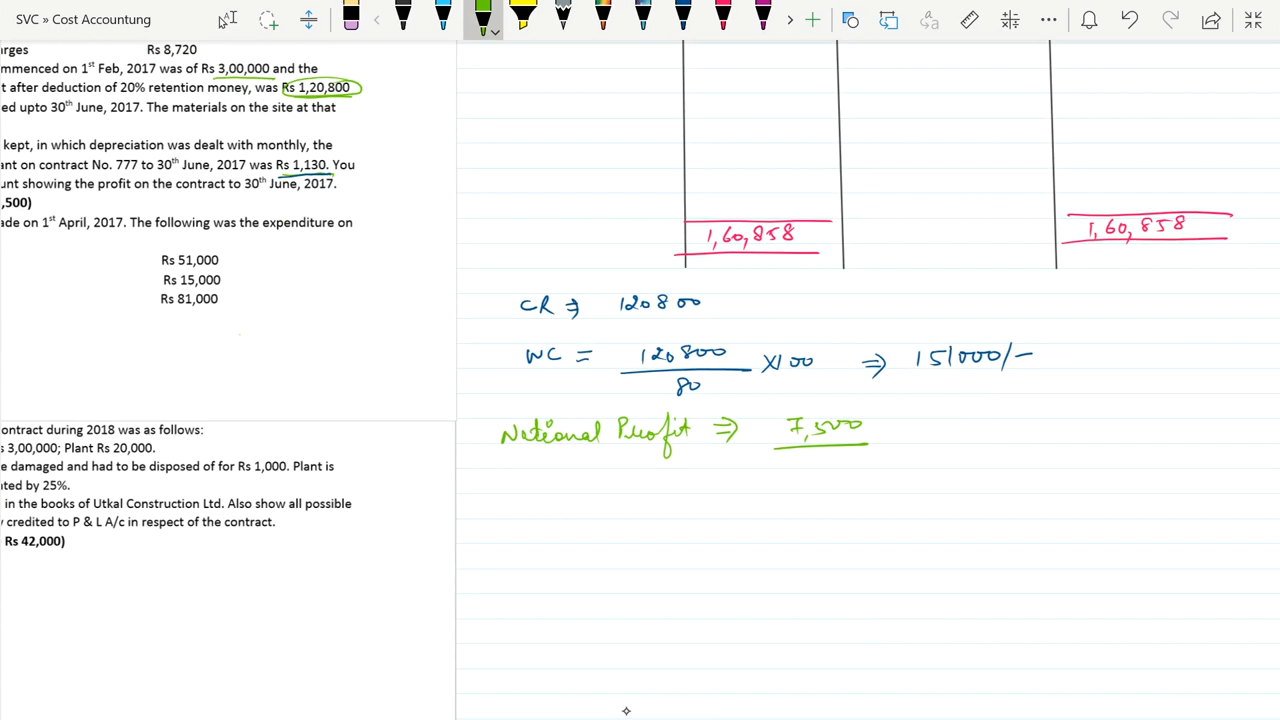 SVC » Cost Accountung
arges Rs 8,720
mmenced on 1st Feb, 2017 was of Rs 3,00,000 and the
t after deduction of 20% retention money, was Rs 1,20,800
ed upto 30th June, 2017. The materials on the site at that
kept, in which depreciation was dealt with monthly, the
ant on contract No. 777 to 30th June, 2017 was Rs 1,130. You
unt showing the profit on the contract to 30th June, 2017.
,500)
ade on 1st April, 2017. The following was the expenditure on
Rs 51,000
Rs 15,000
Rs 81,000
ontract during 2018 was as follows:
s 3,00,000; Plant Rs 20,000.
e damaged and had to be disposed of for Rs 1,000. Plant is
ated by 25%.
in the books of Utkal Construction Ltd. Also show all possible
y credited to P & L A/c in respect of the contract.
Rs 42,000)
1,60,858 1,60,858
CR ⇒ 120800
WC = 120800 / 80 ×100 ⇒ 151000/-
Notional Profit ⇒ 7,500